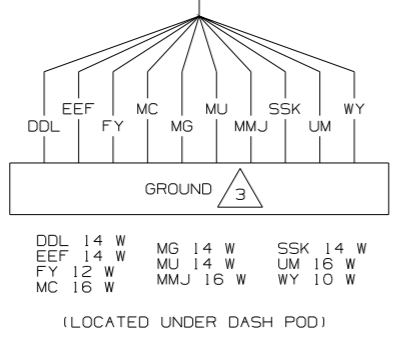 EEF MC MU SSK WY
DDL FY MG MMJ UM
GROUND 3
DDL 14 W
EEF 14 W
FY 12 W
MC 16 W
MG 14 W
MU 14 W
MMJ 16 W
SSK 14 W
UM 16 W
WY 10 W
(LOCATED UNDER DASH POD)